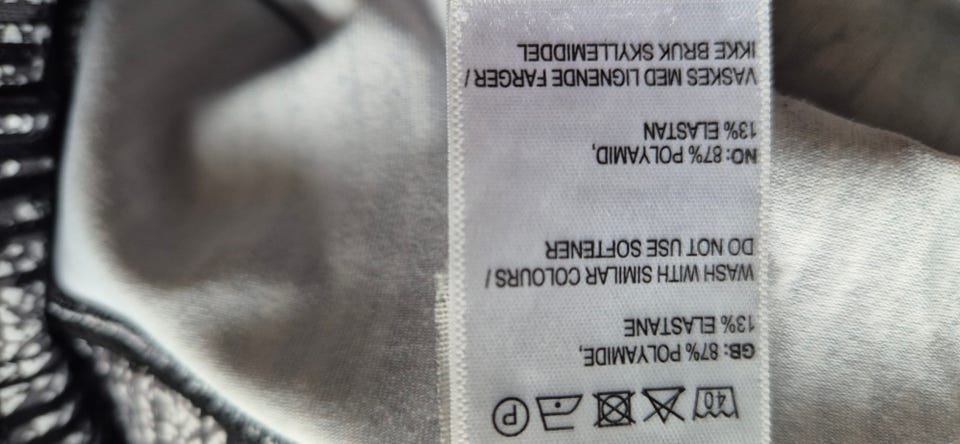 40 P
GB: 87% POLYAMIDE,
13% ELASTANE
WASH WITH SIMILAR COLOURS /
DO NOT USE SOFTENER
NO: 87% POLYAMID,
13% ELASTAN
VASKES MED LIGNENDE FARGER /
IKKE BRUK SKYLLEMIDDEL